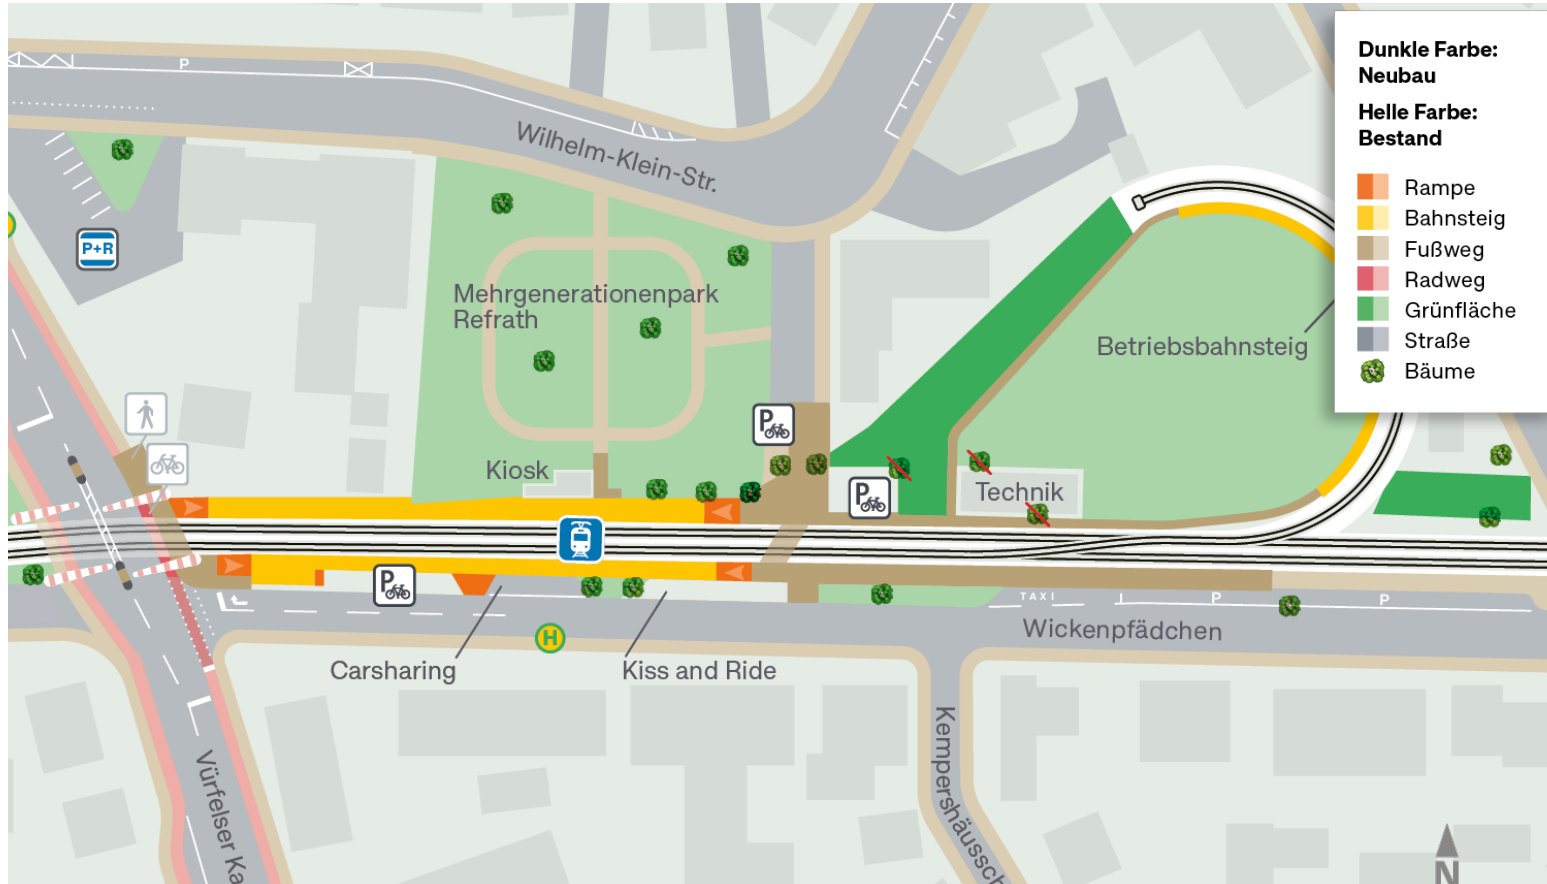 Dunkle Farbe:
Neubau
Helle Farbe:
Bestand
Rampe
Bahnsteig
Fußweg
Radweg
Grünfläche
Straße
Bäume
P
Wilhelm-Klein-Str.
P+R
Mehrgenerationenpark
Refrath
Betriebsbahnsteig
P
Kiosk
P
Technik
P
TAXI
P
P
H
Wickenpfädchen
Carsharing
Kiss and Ride
Vürfelser Ka
Kempershäussch
N